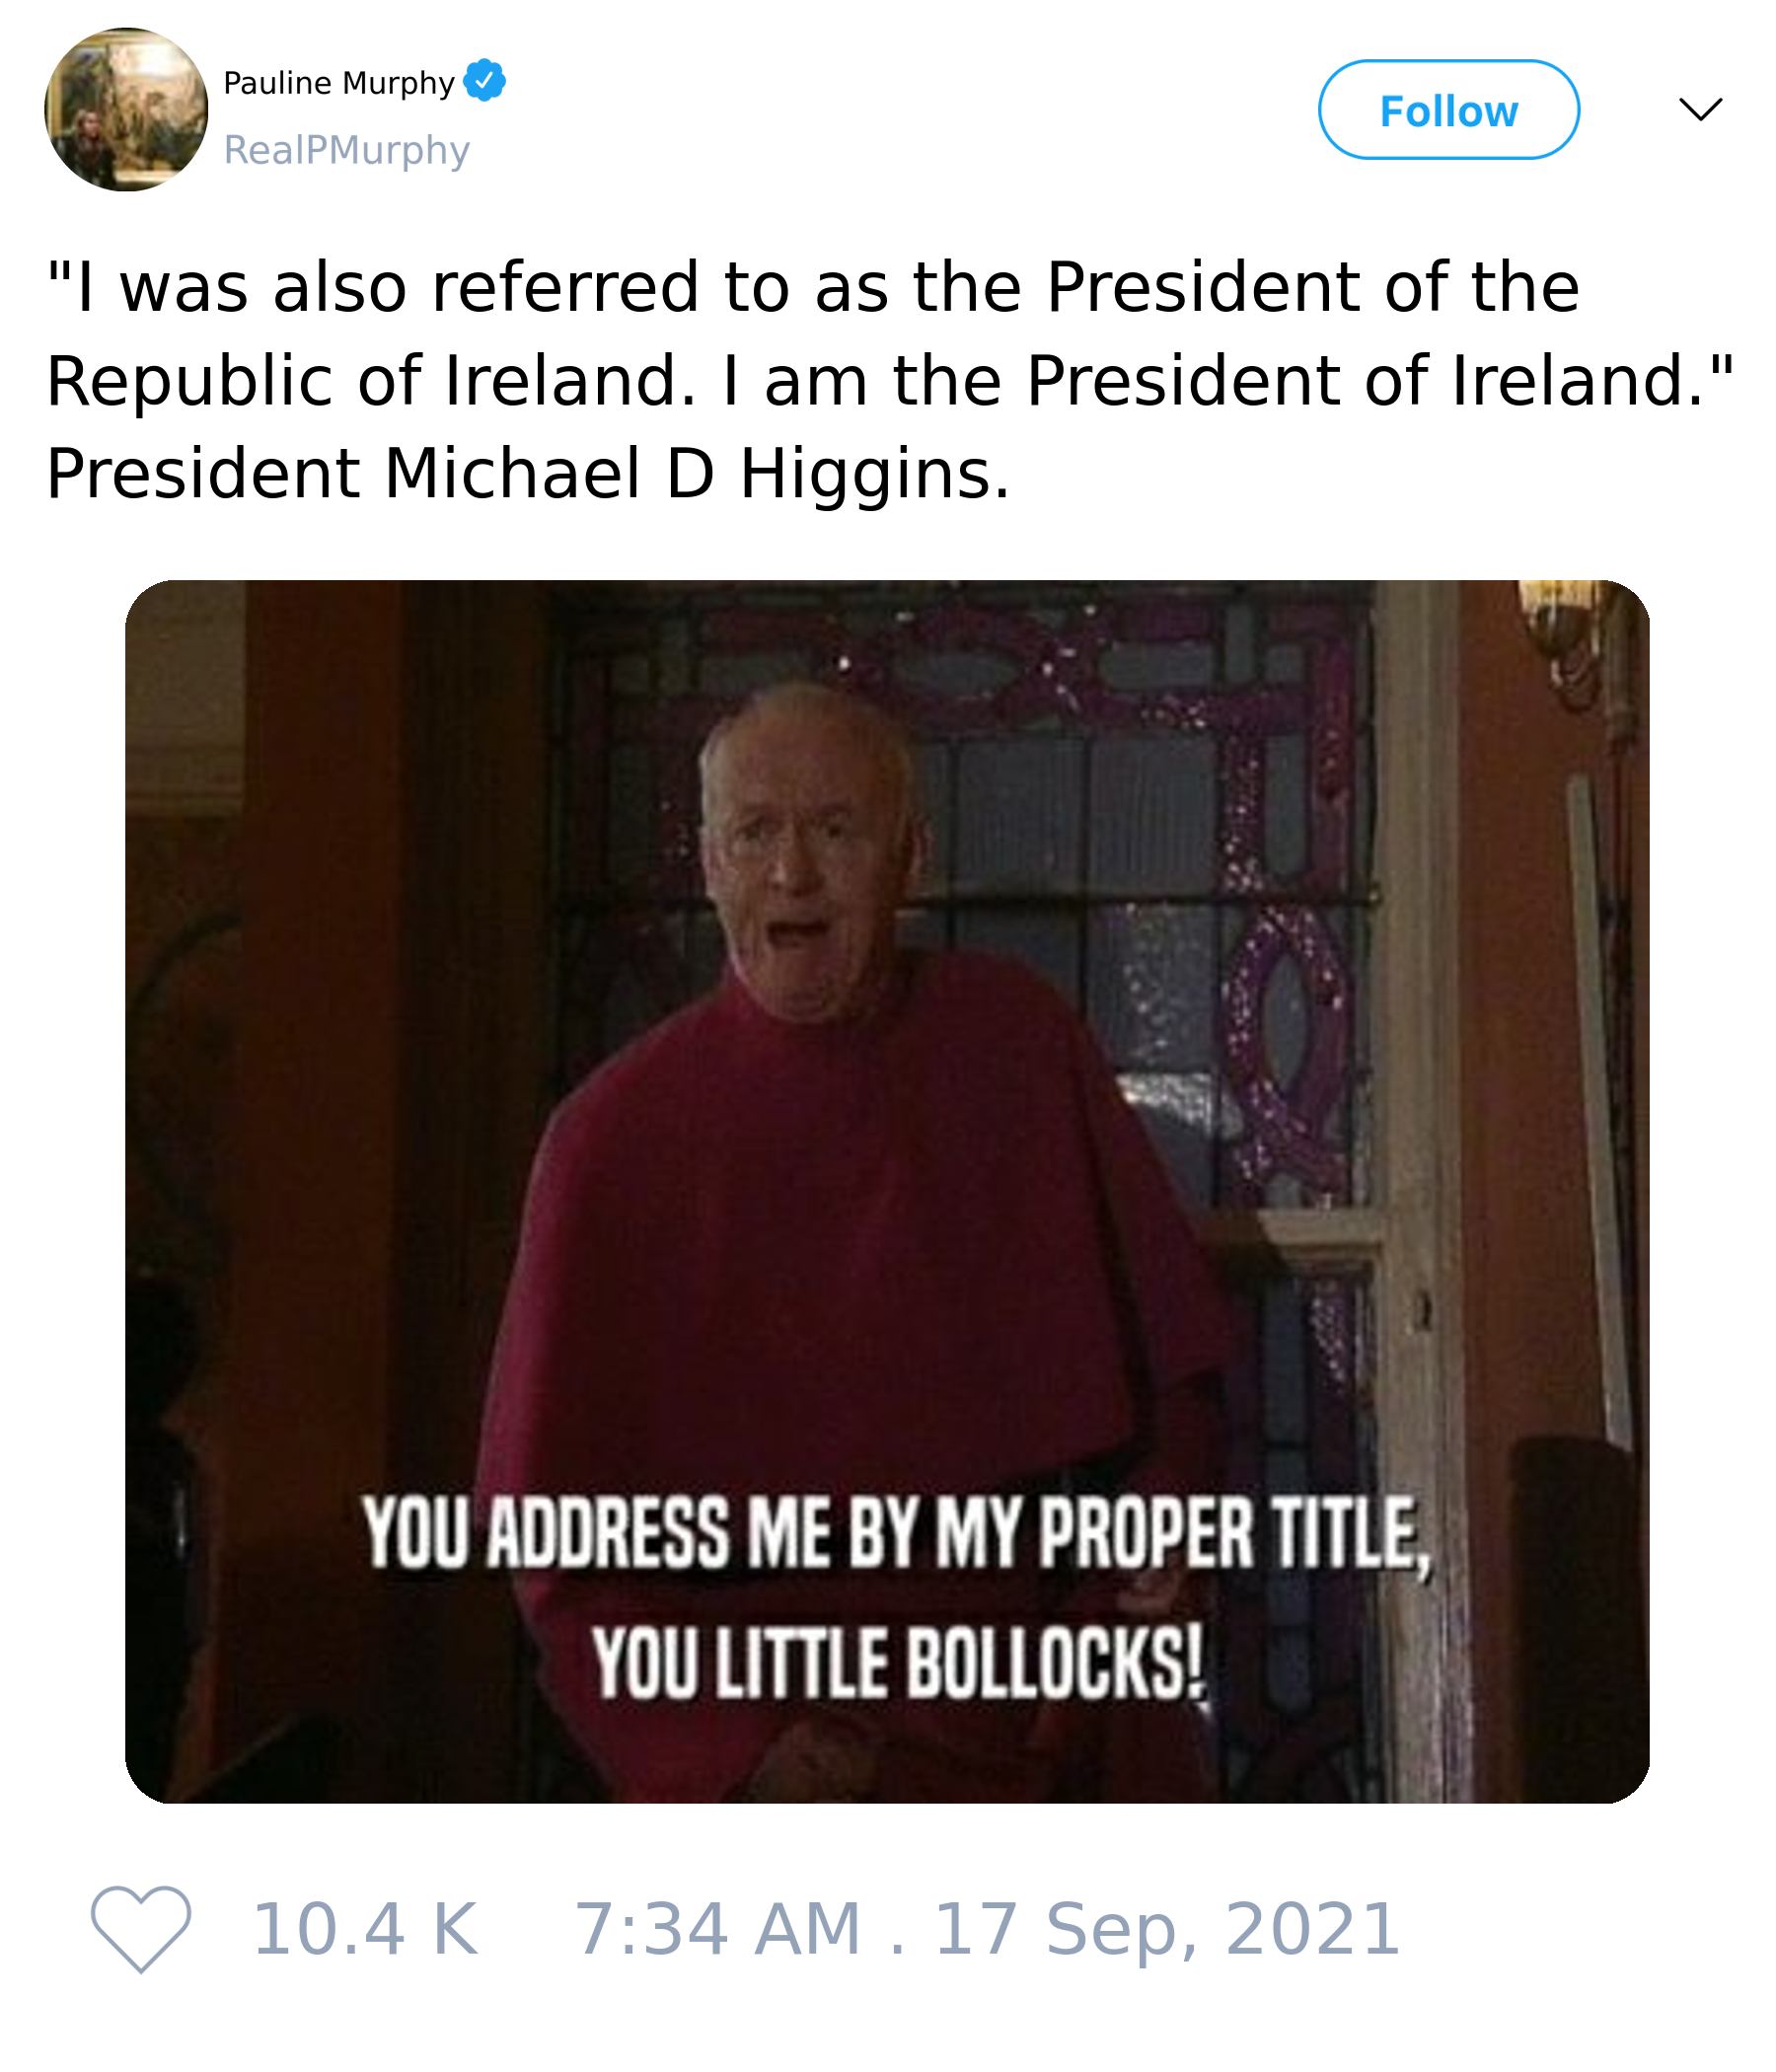 Pauline Murphy
RealPMurphy
Follow
"I was also referred to as the President of the
Republic of Ireland. I am the President of Ireland."
President Michael D Higgins.
YOU ADDRESS ME BY MY PROPER TITLE,
YOU LITTLE BOLLOCKS!
10.4 K 7:34 AM . 17 Sep, 2021